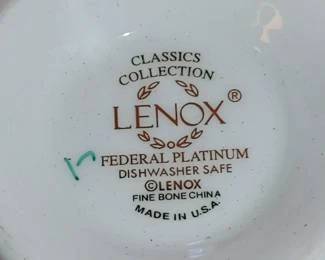 CLASSICS
COLLECTION
LENOX®
FEDERAL PLATINUM
DISHWASHER SAFE
©LENOX
FINE BONE CHINA
MADE IN U.S.A.